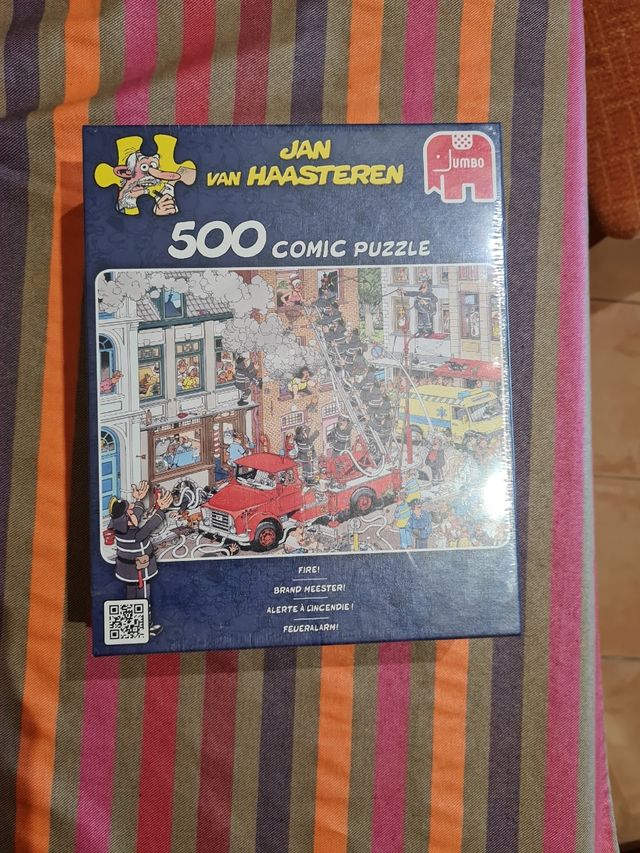 JAN
VAN HAASTEREN
JUMBO
500 COMIC PUZZLE
FIRE!
BRAND MEESTER!
ALERTE À L'INCENDIE!
FEUERALARM!